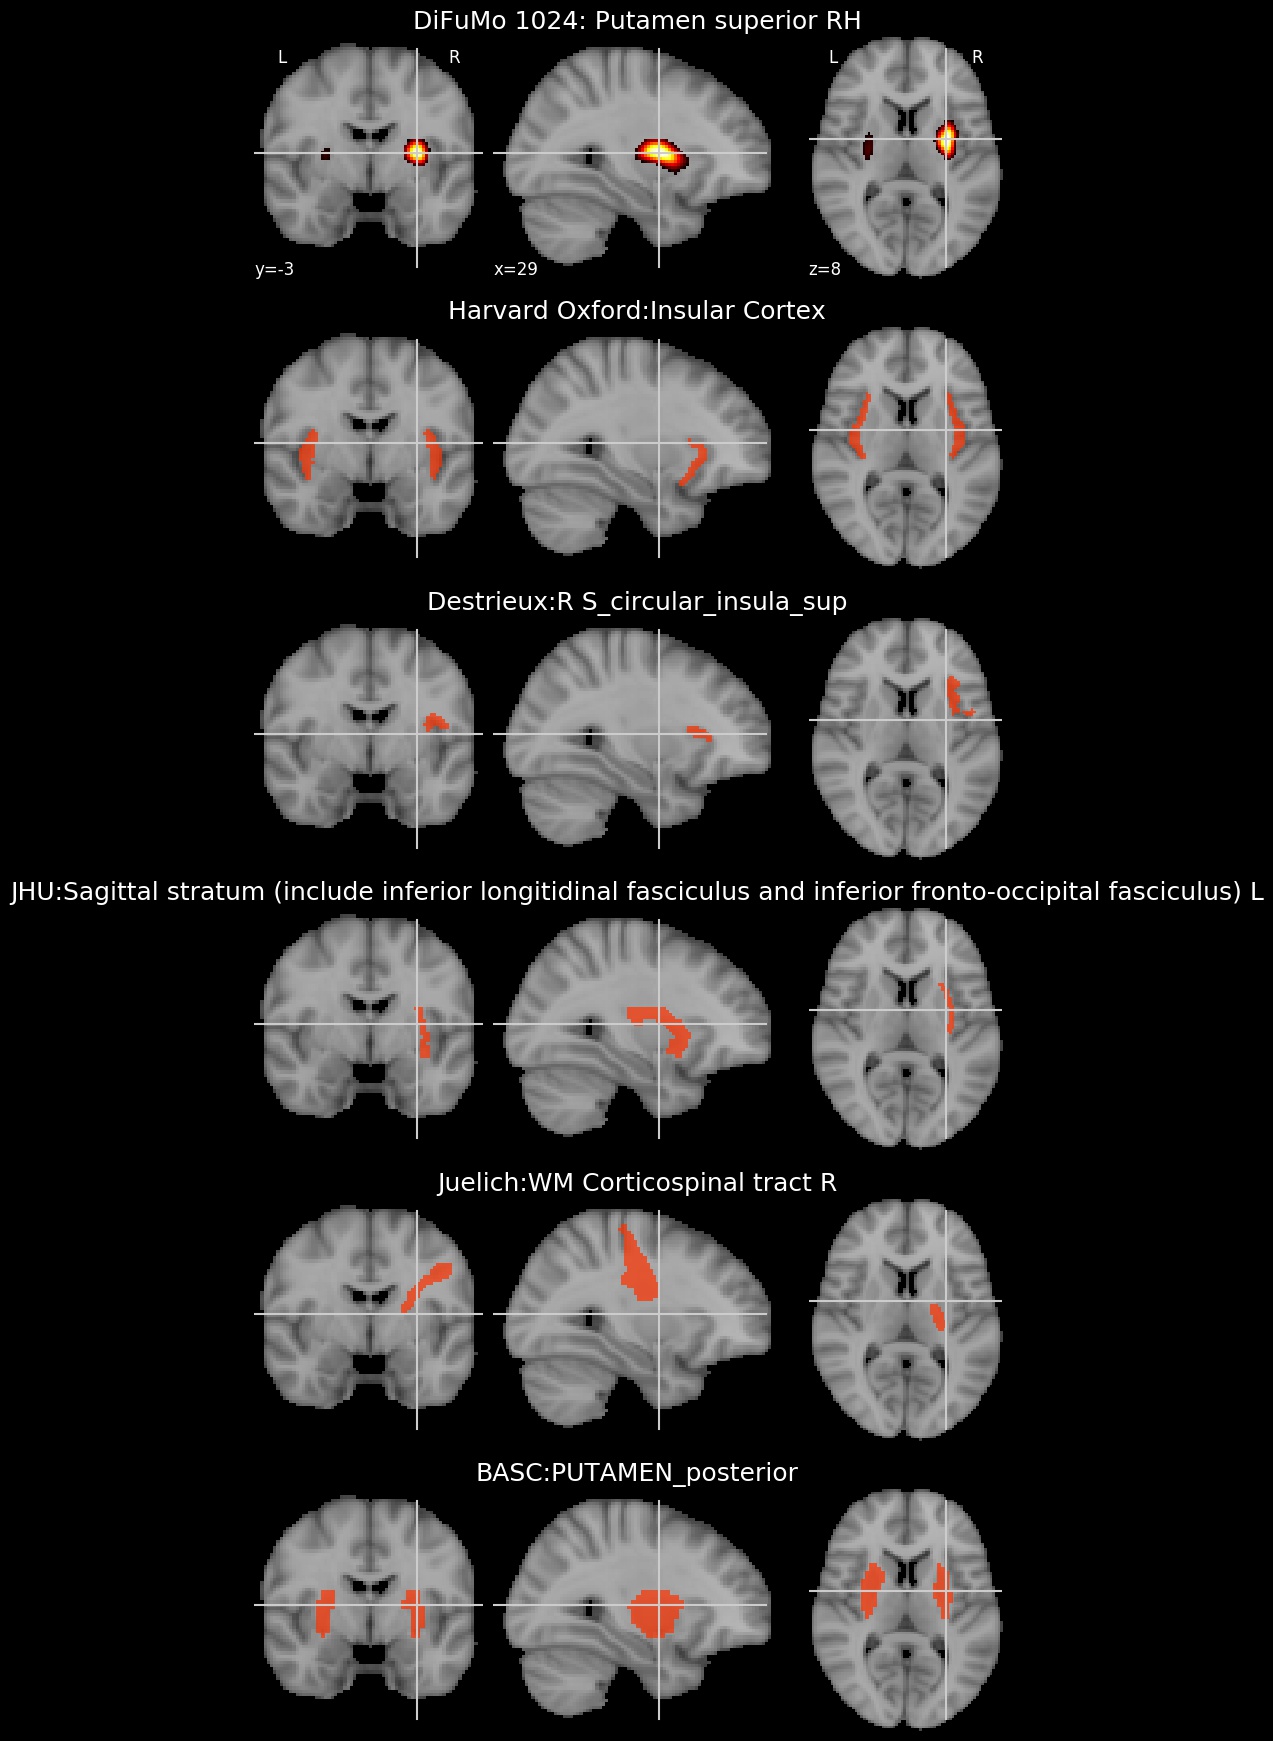 DiFuMo 1024: Putamen superior RH
L R L R
y=-3 x=29 z=8
Harvard Oxford:Insular Cortex
Destrieux:R S_circular_insula_sup
JHU:Sagittal stratum (include inferior longitidinal fasciculus and inferior fronto-occipital fasciculus) L
Juelich:WM Corticospinal tract R
BASC:PUTAMEN_posterior